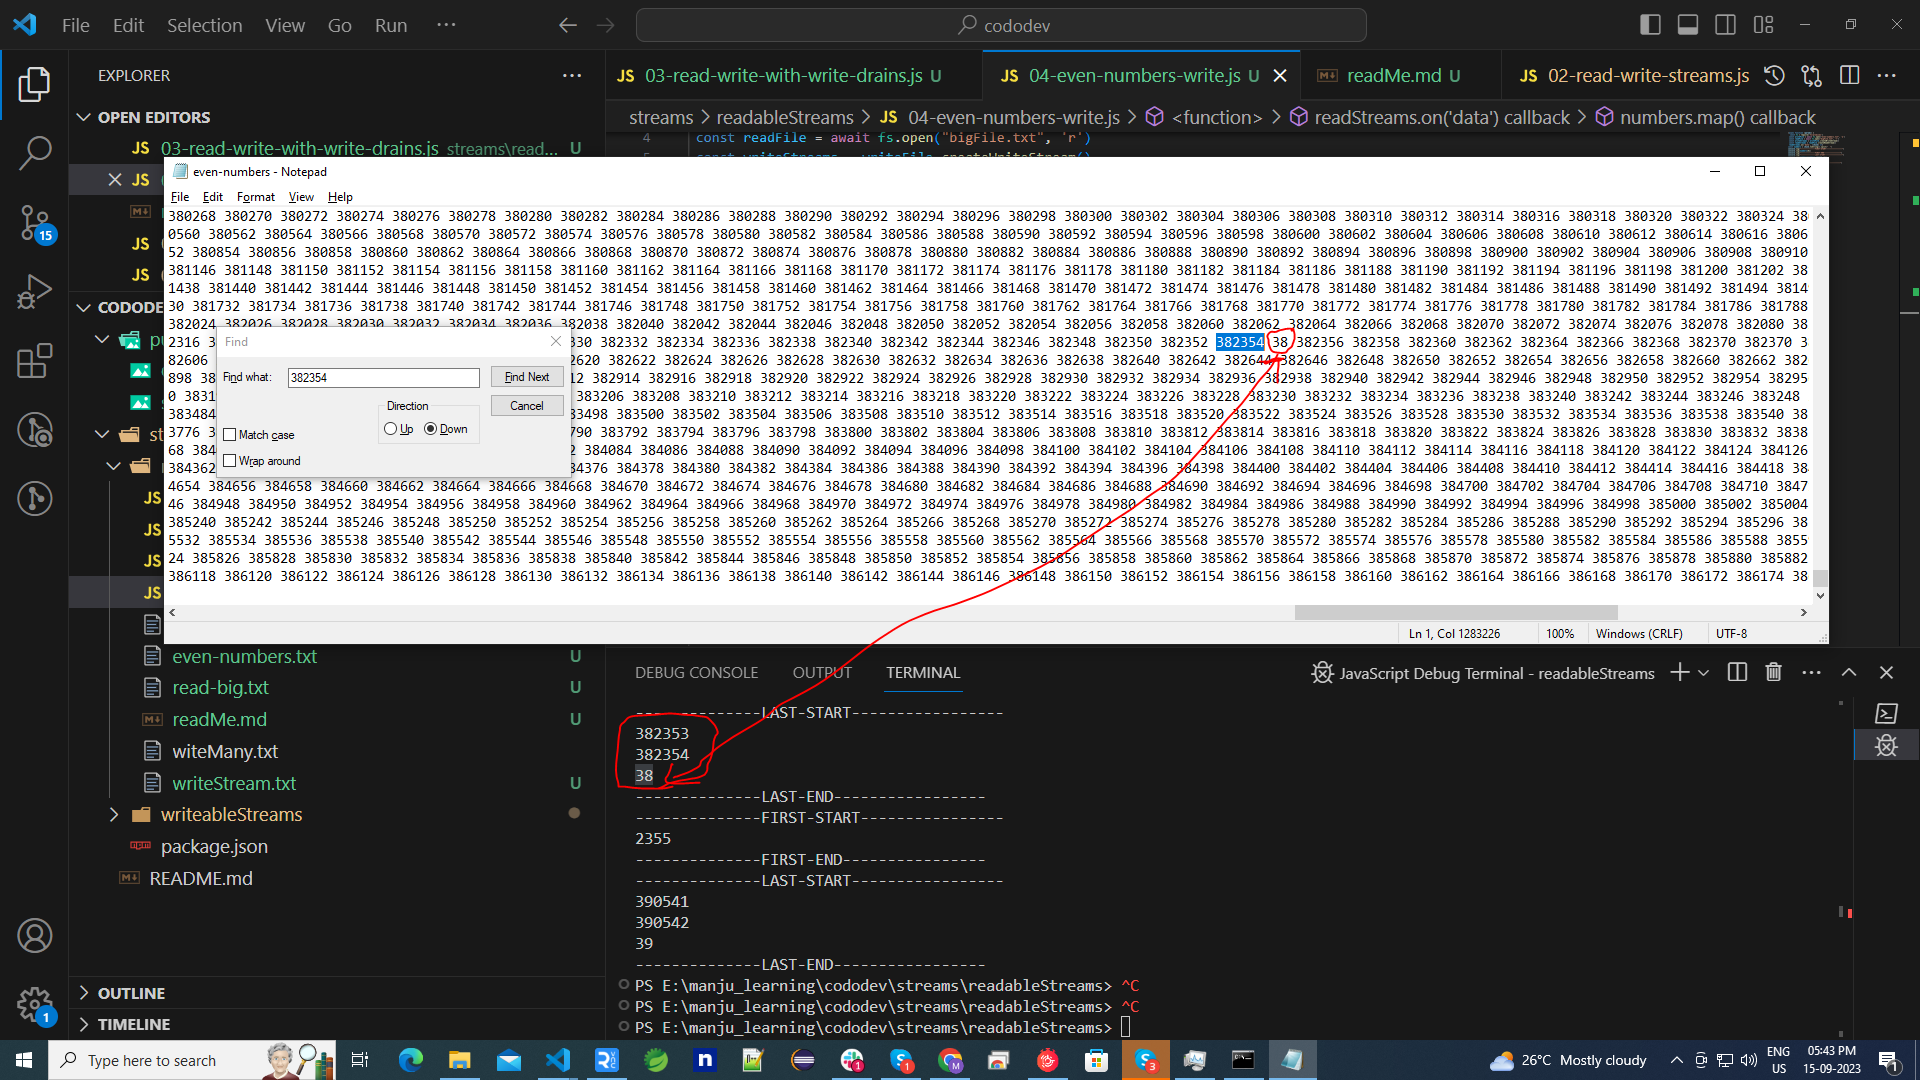 File Edit Selection View Go Run ···
cododev
EXPLORER
OPEN EDITORS
JS 03-read-write-with-write-drains.js streams\read... U
JS
15
CODODE
even-numbers.txt U
read-big.txt U
readMe.md U
witeMany.txt
writeStream.txt U
writeableStreams
package.json
README.md
OUTLINE
TIMELINE
1
JS 03-read-write-with-write-drains.js U
JS 04-even-numbers-write.js U
readMe.md U
JS 02-read-write-streams.js
streams > readableStreams > JS 04-even-numbers-write.js > <function> > readStreams.on('data') callback > numbers.map() callback
4 const readFile = await fs.open("bigFile.txt", 'r')
even-numbers - Notepad
File Edit Format View Help
380268 380270 380272 380274 380276 380278 380280 380282 380284 380286 380288 380290 380292 380294 380296 380298 380300 380302 380304 380306 380308 380310 380312 380314 380316 380318 380320 380322 380324 38
0560 380562 380564 380566 380568 380570 380572 380574 380576 380578 380580 380582 380584 380586 380588 380590 380592 380594 380596 380598 380600 380602 380604 380606 380608 380610 380612 380614 380616 3806
52 380854 380856 380858 380860 380862 380864 380866 380868 380870 380872 380874 380876 380878 380880 380882 380884 380886 380888 380890 380892 380894 380896 380898 380900 380902 380904 380906 380908 380910
381146 381148 381150 381152 381154 381156 381158 381160 381162 381164 381166 381168 381170 381172 381174 381176 381178 381180 381182 381184 381186 381188 381190 381192 381194 381196 381198 381200 381202 38
1438 381440 381442 381444 381446 381448 381450 381452 381454 381456 381458 381460 381462 381464 381466 381468 381470 381472 381474 381476 381478 381480 381482 381484 381486 381488 381490 381492 381494 3814
30 381732 381734 381736 381738 381740 381742 381744 381746 381748 381750 381752 381754 381756 381758 381760 381762 381764 381766 381768 381770 381772 381774 381776 381778 381780 381782 381784 381786 381788
382024 382026 382028 382030 382032 382034 382036 382038 382040 382042 382044 382046 382048 382050 382052 382054 382056 382058 382060 382062 382064 382066 382068 382070 382072 382074 382076 382078 382080 38
2316 330 382332 382334 382336 382338 382340 382342 382344 382346 382348 382350 382352 382354 38 382356 382358 382360 382362 382364 382366 382368 382370 382370 3
82606 620 382622 382624 382626 382628 382630 382632 382634 382636 382638 382640 382642 382644 382646 382648 382650 382652 382654 382656 382658 382660 382662 382
898 38 12 382914 382916 382918 382920 382922 382924 382926 382928 382930 382932 382934 382936 382938 382940 382942 382944 382946 382948 382950 382952 382954 382956
0 3831 383206 383208 383210 383212 383214 383216 383218 383220 383222 383224 383226 383228 383230 383232 383234 383236 383238 383240 383242 383244 383246 383248
383484 3498 383500 383502 383504 383506 383508 383510 383512 383514 383516 383518 383520 383522 383524 383526 383528 383530 383532 383534 383536 383538 383540 38
3776 3 790 383792 383794 383796 383798 383800 383802 383804 383806 383808 383810 383812 383814 383816 383818 383820 383822 383824 383826 383828 383830 383832 3838
68 384 384084 384086 384088 384090 384092 384094 384096 384098 384100 384102 384104 384106 384108 384110 384112 384114 384116 384118 384120 384122 384124 384126
384362 384376 384378 384380 384382 384384 384386 384388 384390 384392 384394 384396 384398 384400 384402 384404 384406 384408 384410 384412 384414 384416 384418 38
4654 384656 384658 384660 384662 384664 384666 384668 384670 384672 384674 384676 384678 384680 384682 384684 384686 384688 384690 384692 384694 384696 384698 384700 384702 384704 384706 384708 384710 3847
46 384948 384950 384952 384954 384956 384958 384960 384962 384964 384966 384968 384970 384972 384974 384976 384978 384980 384982 384984 384986 384988 384990 384992 384994 384996 384998 385000 385002 385004
385240 385242 385244 385246 385248 385250 385252 385254 385256 385258 385260 385262 385264 385266 385268 385270 385272 385274 385276 385278 385280 385282 385284 385286 385288 385290 385292 385294 385296 38
5532 385534 385536 385538 385540 385542 385544 385546 385548 385550 385552 385554 385556 385558 385560 385562 385564 385566 385568 385570 385572 385574 385576 385578 385580 385582 385584 385586 385588 3855
24 385826 385828 385830 385832 385834 385836 385838 385840 385842 385844 385846 385848 385850 385852 385854 385856 385858 385860 385862 385864 385866 385868 385870 385872 385874 385876 385878 385880 385882
386118 386120 386122 386124 386126 386128 386130 386132 386134 386136 386138 386140 386142 386144 386146 386148 386150 386152 386154 386156 386158 386160 386162 386164 386166 386168 386170 386172 386174 38
Find
Find what: 382354
Find Next
Direction
Cancel
Up Down
Match case
Wrap around
Ln 1, Col 1283226 100% Windows (CRLF) UTF-8
DEBUG CONSOLE OUTPUT TERMINAL
JavaScript Debug Terminal - readableStreams
--------------LAST-START-----------------
382353
382354
38
--------------LAST-END-----------------
--------------FIRST-START----------------
2355
--------------FIRST-END----------------
--------------LAST-START-----------------
390541
390542
39
--------------LAST-END-----------------
PS E:\manju_learning\cododev\streams\readableStreams> ^C
PS E:\manju_learning\cododev\streams\readableStreams> ^C
PS E:\manju_learning\cododev\streams\readableStreams>
Type here to search
26°C Mostly cloudy
ENG
US
05:43 PM
15-09-2023